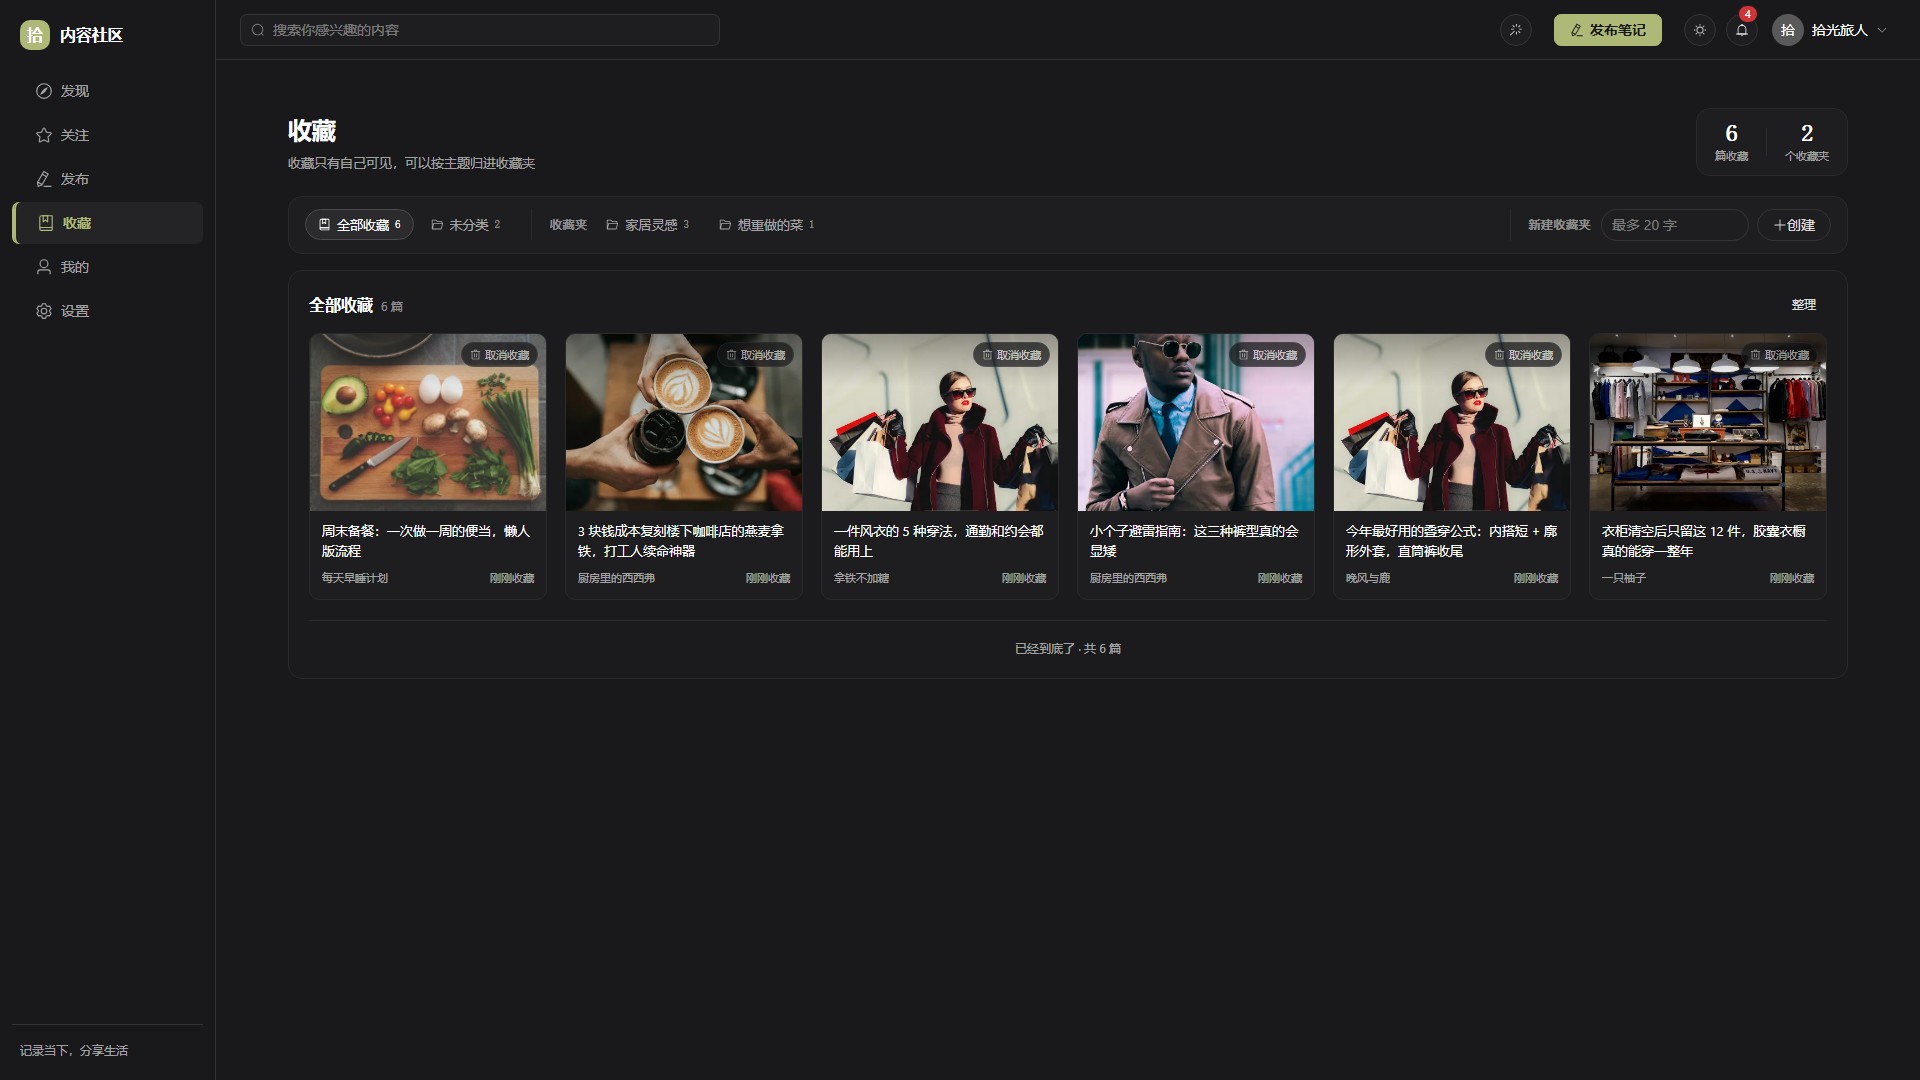 拾 内容社区
搜索你感兴趣的内容
发布笔记
4
拾 拾光旅人
发现
关注
发布
收藏
我的
设置
记录当下，分享生活
收藏
收藏只有自己可见，可以按主题归进收藏夹
6 篇收藏
2 个收藏夹
全部收藏 6 未分类 2 收藏夹 家居灵感 3 想重做的菜 1 新建收藏夹 最多 20 字 创建
全部收藏 6 篇 整理
取消收藏
周末备餐：一次做一周的便当，懒人
版流程
每天早睡计划 刚刚收藏
取消收藏
3 块钱成本复刻楼下咖啡店的燕麦拿
铁，打工人续命神器
厨房里的西西弗 刚刚收藏
取消收藏
一件风衣的 5 种穿法，通勤和约会都
能用上
拿铁不加糖 刚刚收藏
取消收藏
小个子避雷指南：这三种裤型真的会
显矮
厨房里的西西弗 刚刚收藏
取消收藏
今年最好用的叠穿公式：内搭短 + 廓
形外套，直筒裤收尾
晚风与鹿 刚刚收藏
取消收藏
衣柜清空后只留这 12 件，胶囊衣橱
真的能穿一整年
一只柚子 刚刚收藏
已经到底了 · 共 6 篇